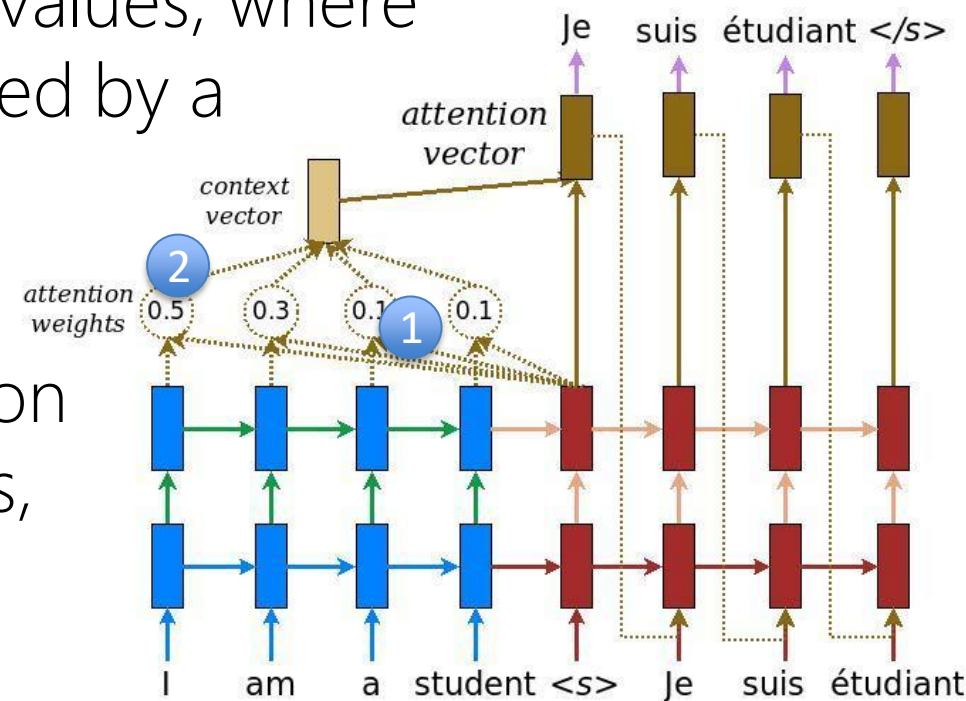 values, where
ed by a
on
s,
Je suis étudiant </s>
attention
vector
context
vector
2
attention
weights
0.5 0.3 0.1 0.1
1
I am a student <s> Je suis étudiant